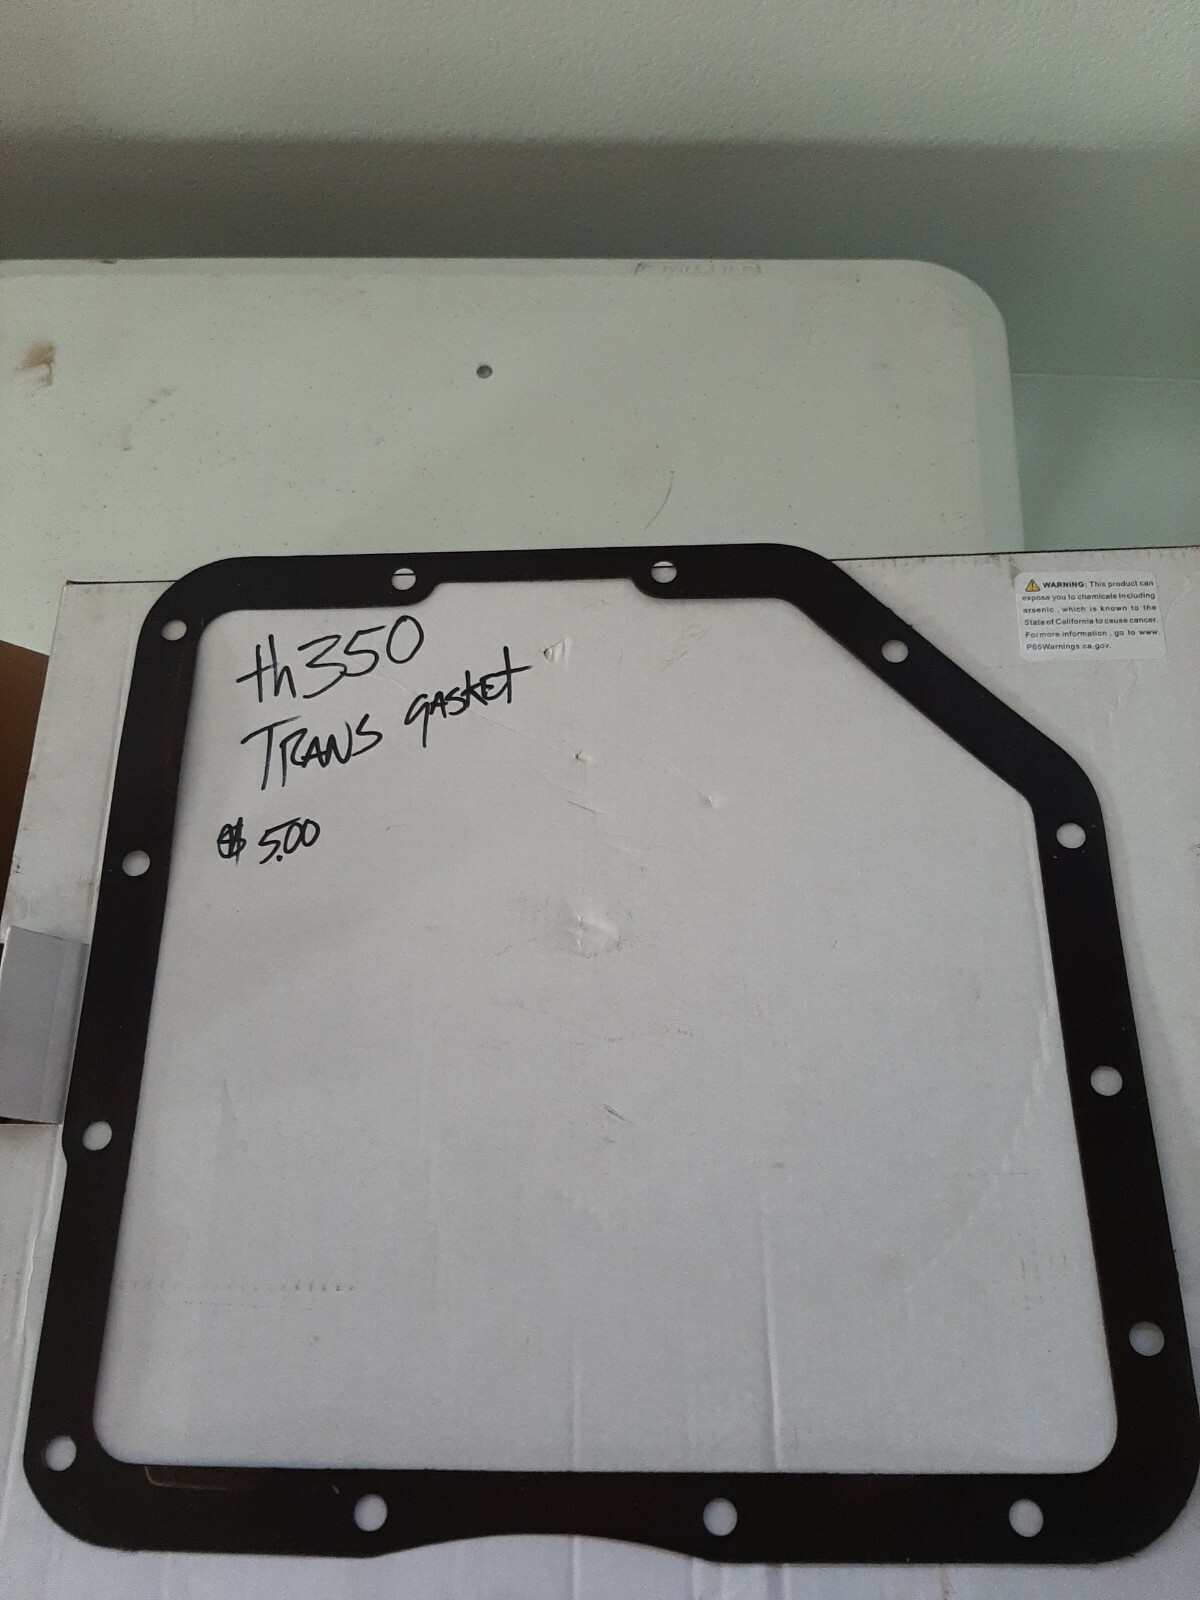 WARNING: This product can
expose you to chemicals including
arsenic , which is known to the
State of California to cause cancer.
For more information , go to www.
P65Warnings.ca.gov.
th350
TRANS gASKET
$ 5.00